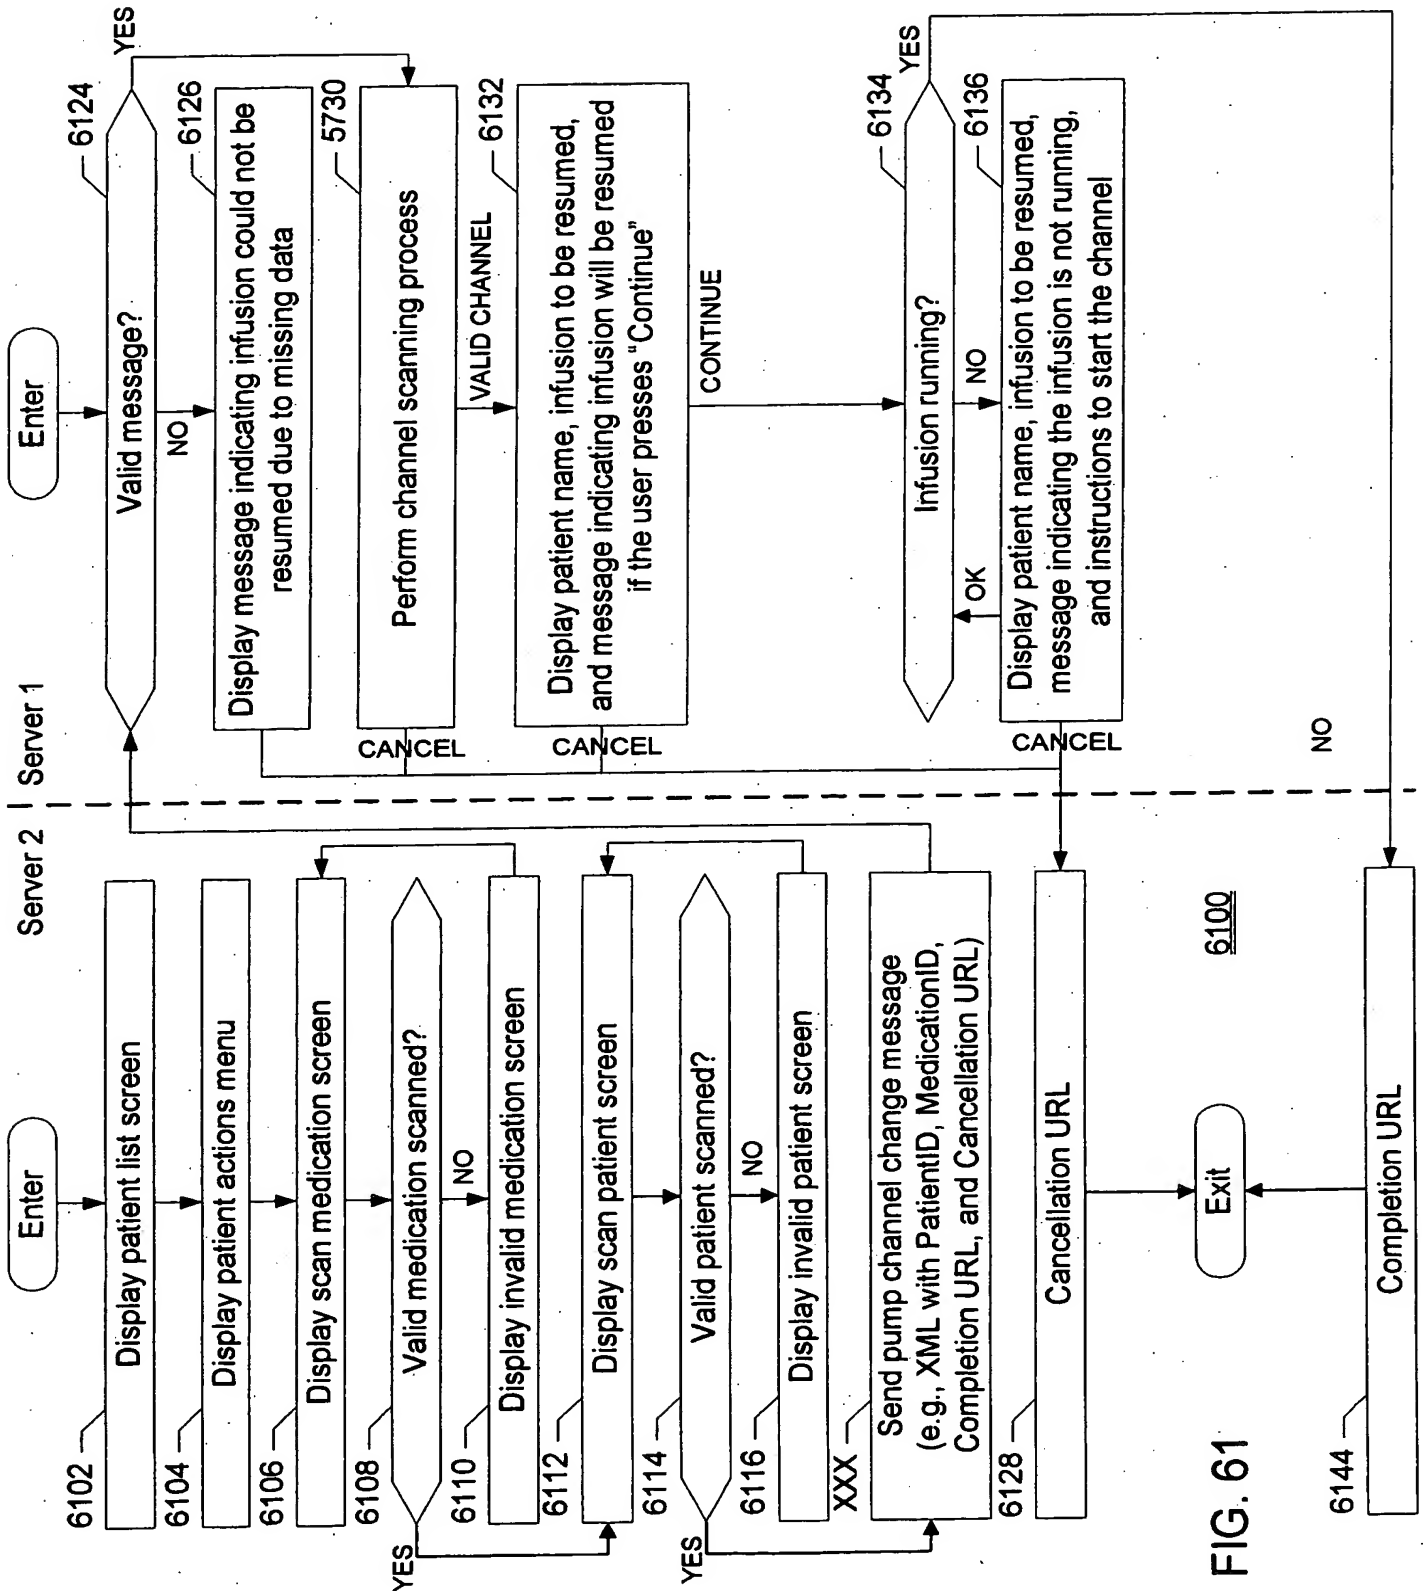 Server 2
Server 1
Enter
6102
Display patient list screen
6104
Display patient actions menu
6106
Display scan medication screen
6108
Valid medication scanned?
YES
NO
6110
Display invalid medication screen
6112
Display scan patient screen
6114
Valid patient scanned?
YES
NO
6116
Display invalid patient screen
XXX
Send pump channel change message
(e.g., XML with PatientID, MedicationID,
Completion URL, and Cancellation URL)
6128
Cancellation URL
Exit
6100
6144
Completion URL
FIG. 61
Enter
6124
Valid message?
YES
NO
6126
Display message indicating infusion could not be
resumed due to missing data
5730
Perform channel scanning process
CANCEL
VALID CHANNEL
6132
Display patient name, infusion to be resumed,
and message indicating infusion will be resumed
if the user presses “Continue”
CANCEL
CONTINUE
6134
Infusion running?
YES
NO
OK
6136
Display patient name, infusion to be resumed,
message indicating the infusion is not running,
and instructions to start the channel
CANCEL
NO